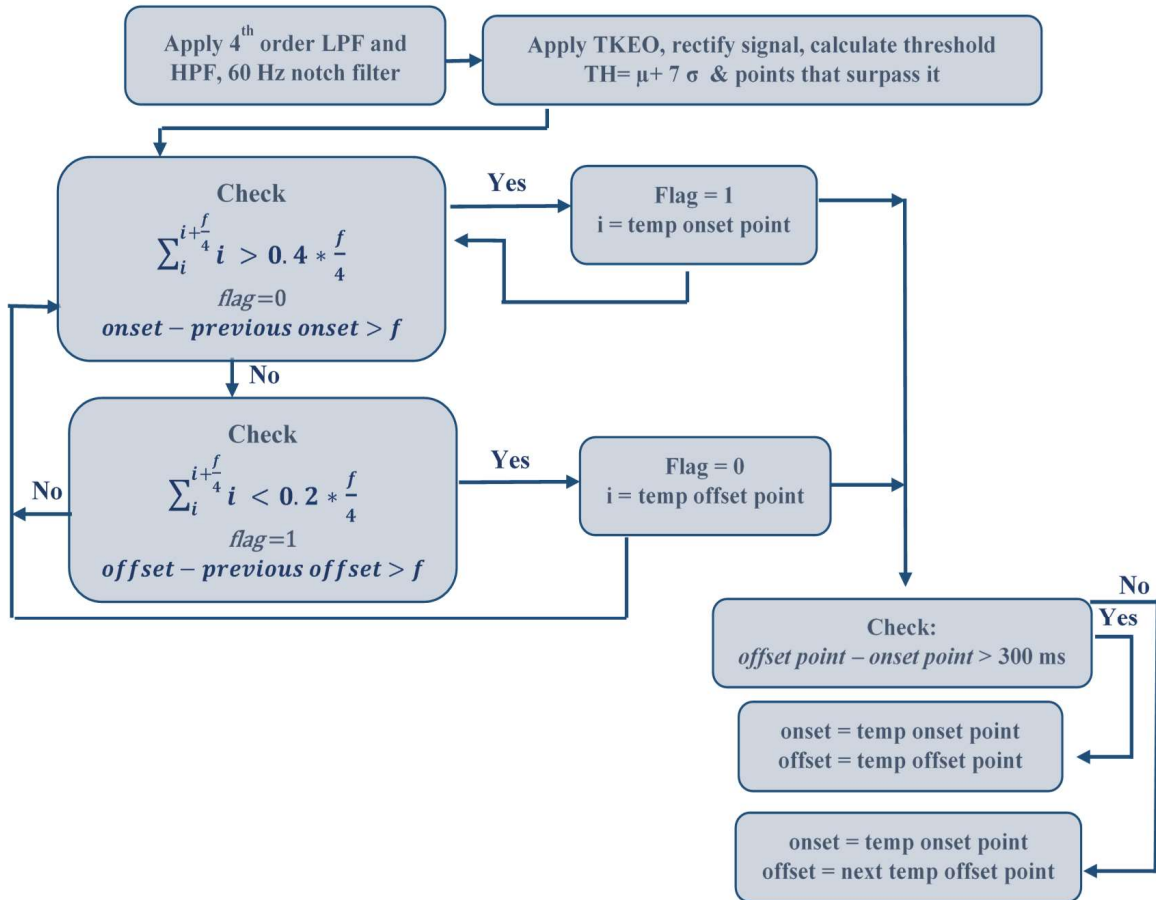 Apply 4th order LPF and
HPF, 60 Hz notch filter
Apply TKEO, rectify signal, calculate threshold
TH= μ+ 7 σ & points that surpass it
Check
∑_i^{i+f/4} i > 0.4 * f/4
flag=0
onset − previous onset > f
Yes
Flag = 1
i = temp onset point
No
Check
∑_i^{i+f/4} i < 0.2 * f/4
flag=1
offset − previous offset > f
No
Yes
Flag = 0
i = temp offset point
Check:
offset point – onset point > 300 ms
No
Yes
onset = temp onset point
offset = temp offset point
onset = temp onset point
offset = next temp offset point